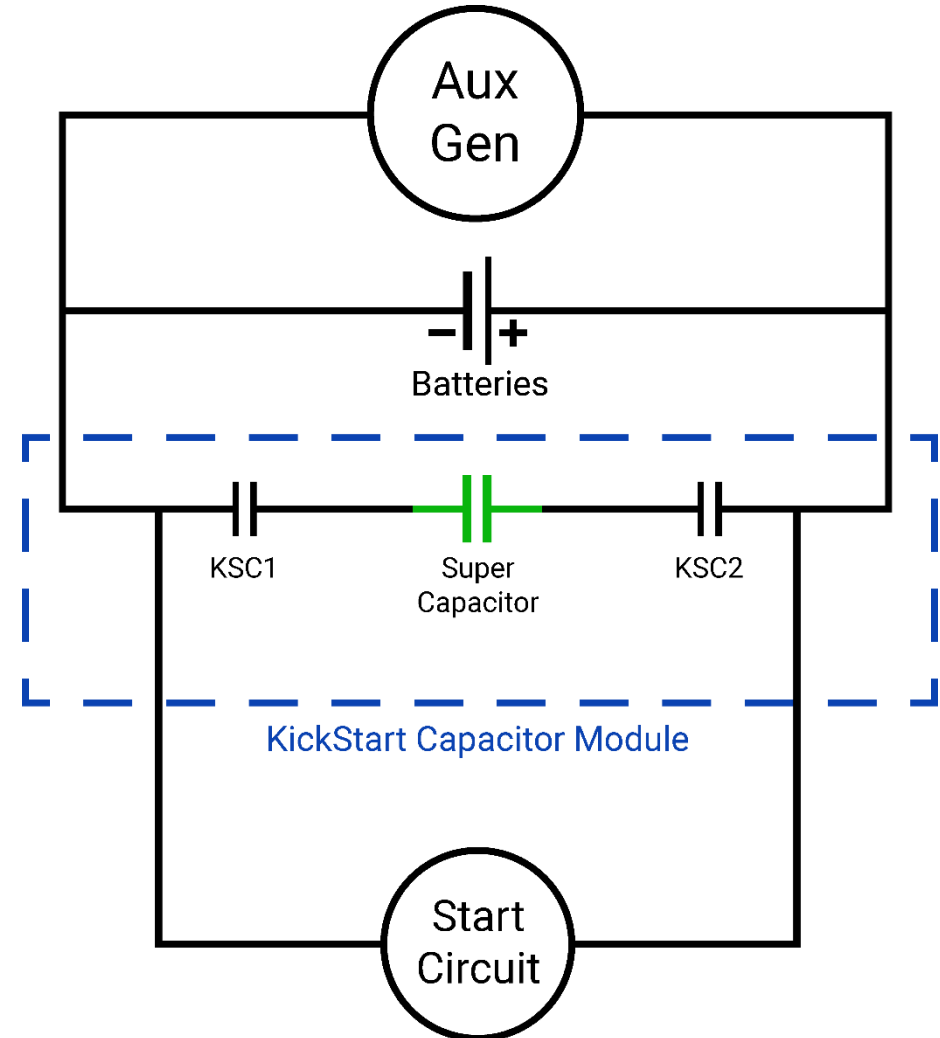 Aux
Gen
− +
Batteries
KSC1
Super
Capacitor
KSC2
KickStart Capacitor Module
Start
Circuit